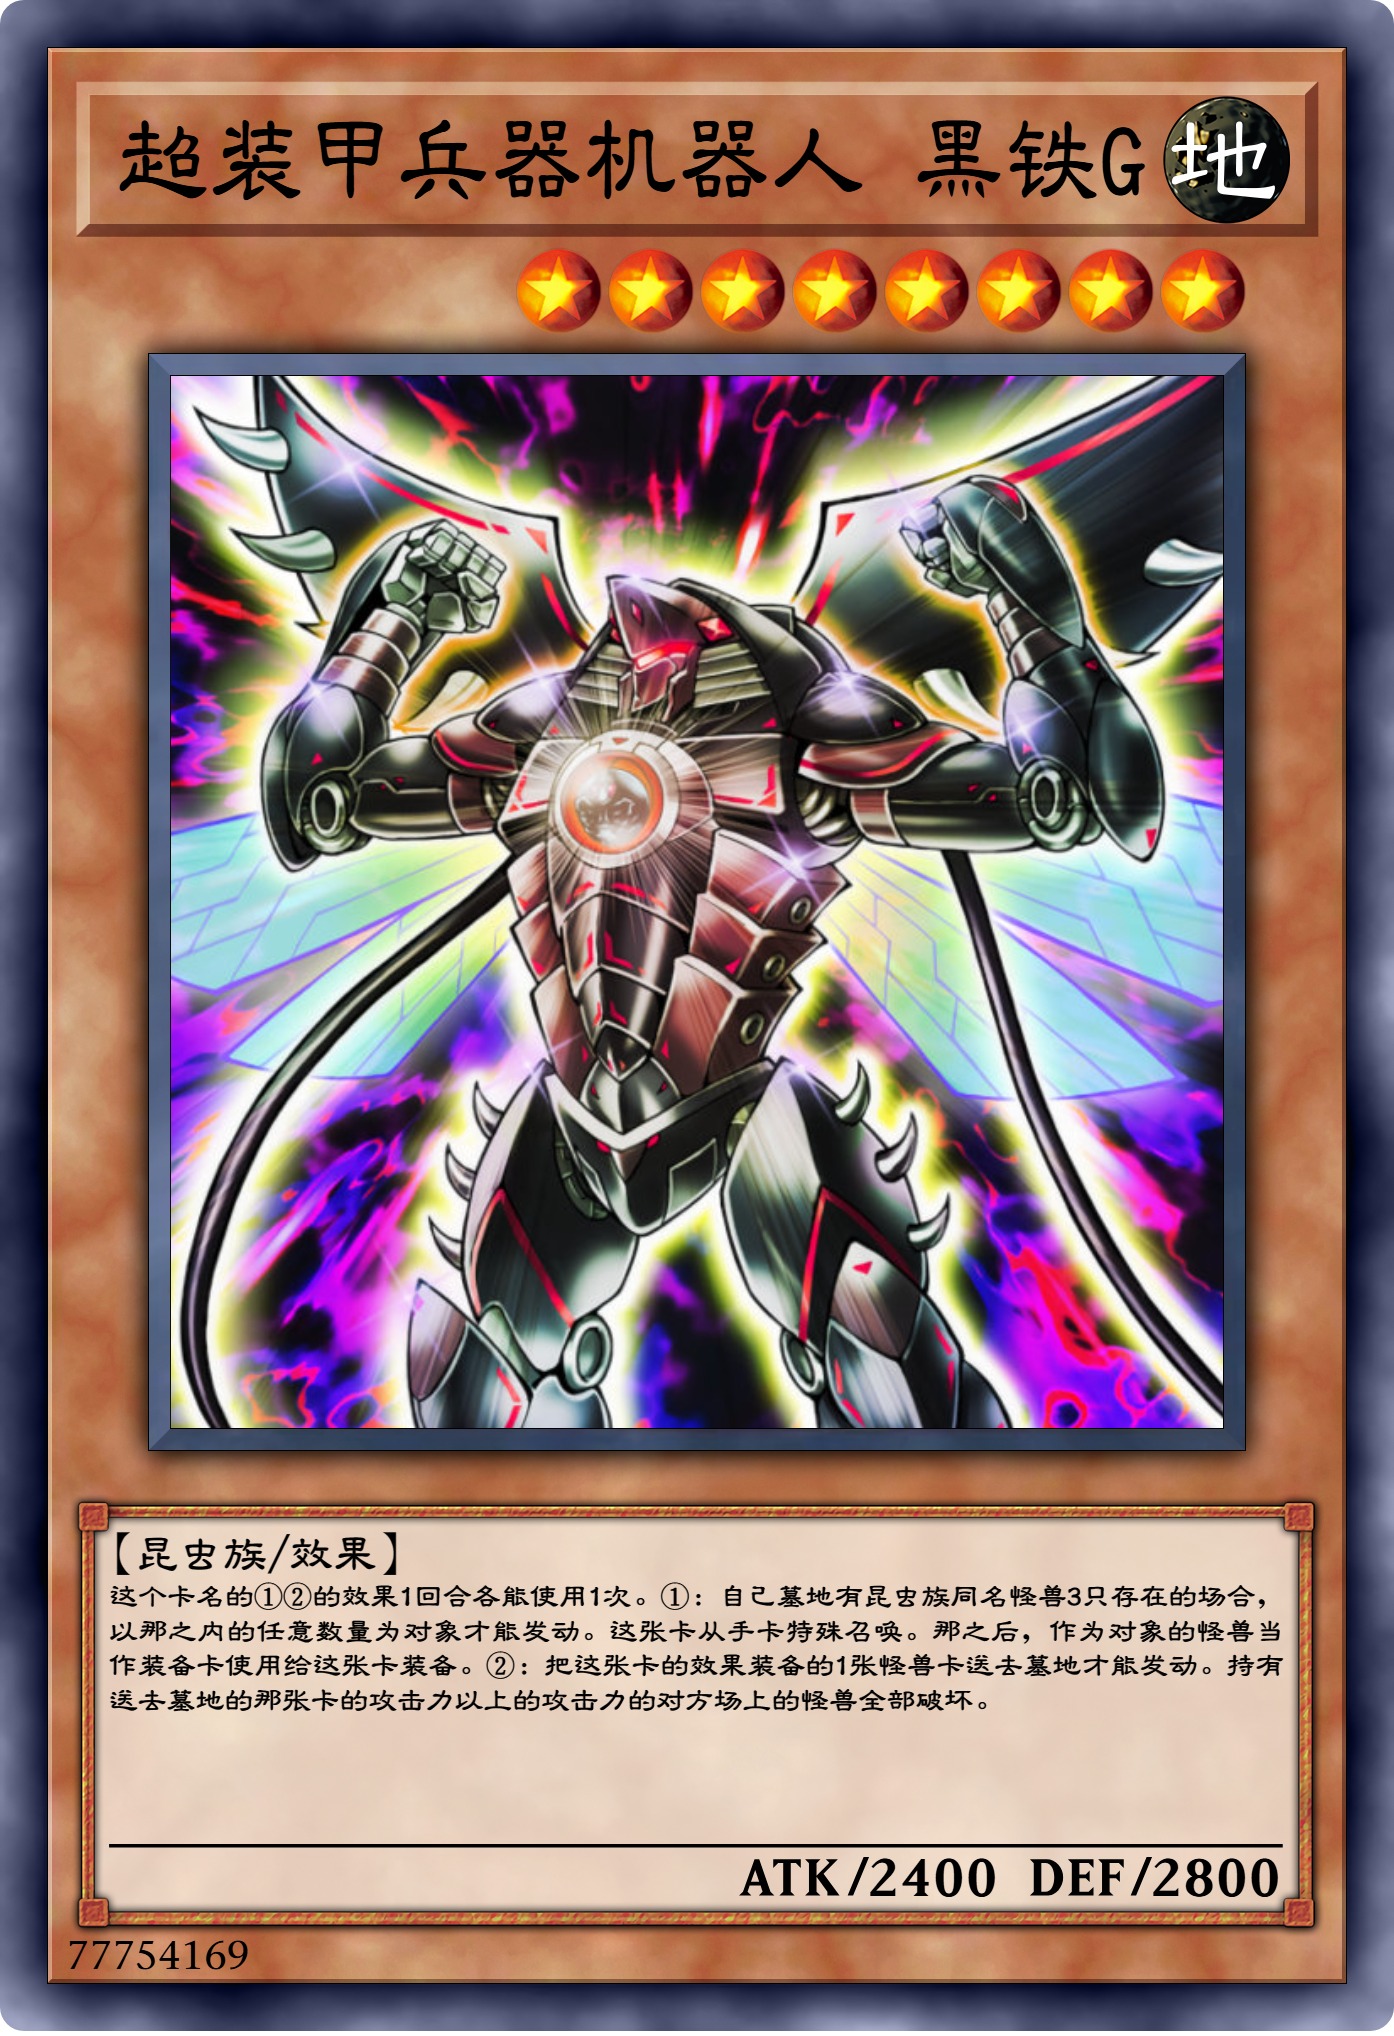 超装甲兵器机器人 黑铁G 地
【昆虫族/效果】
这个卡名的①②的效果1回合各能使用1次。①：自己墓地有昆虫族同名怪兽3只存在的场合，
以那之内的任意数量为对象才能发动。这张卡从手卡特殊召唤。那之后，作为对象的怪兽当
作装备卡使用给这张卡装备。②：把这张卡的效果装备的1张怪兽卡送去墓地才能发动。持有
送去墓地的那张卡的攻击力以上的攻击力的对方场上的怪兽全部破坏。
ATK/2400 DEF/2800
77754169